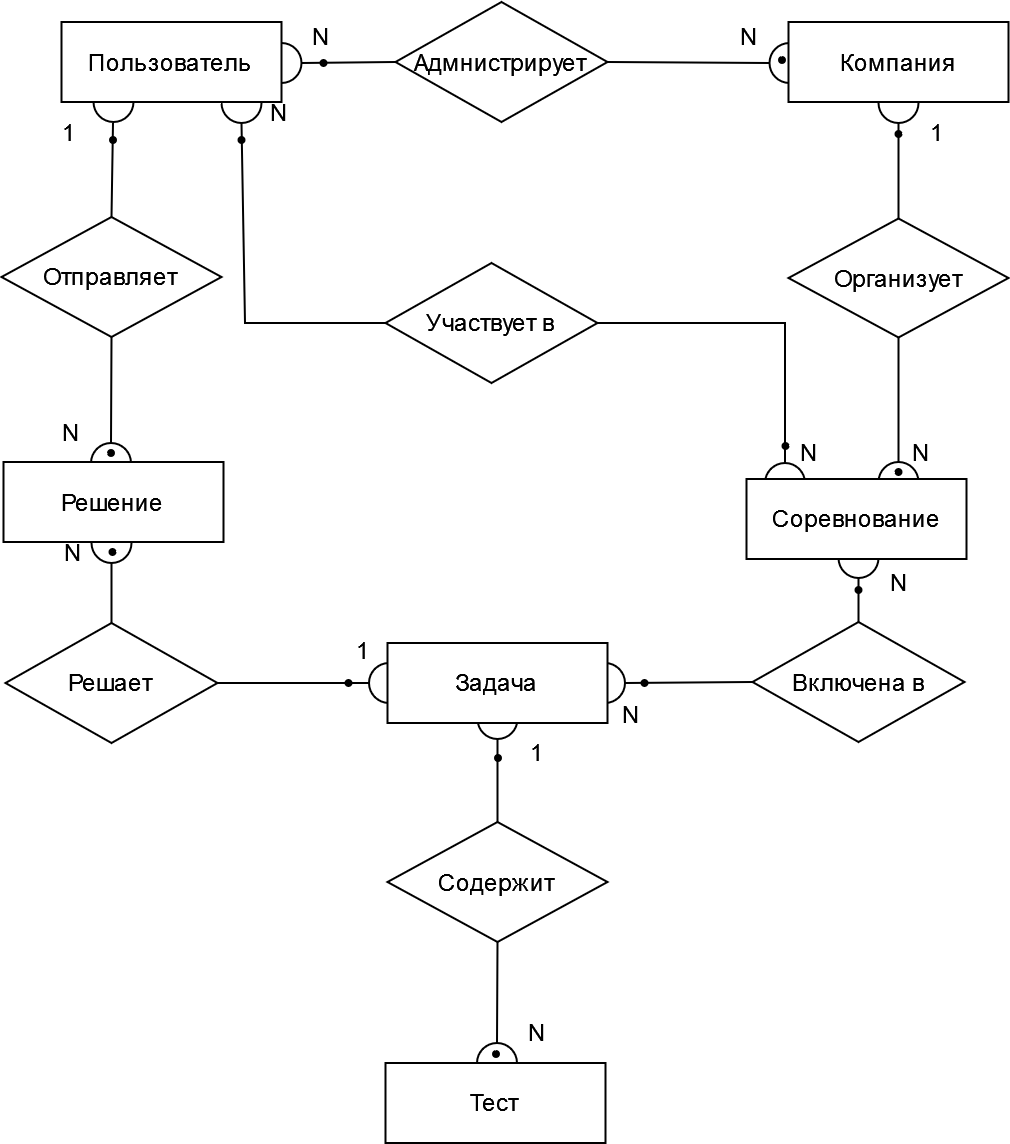 N
N
Пользователь
Адмнистрирует
Компания
N
1
1
Отправляет
Организует
Участвует в
N
N
N
Решение
Соревнование
N
N
1
Решает
Задача
Включена в
N
1
Содержит
N
Тест